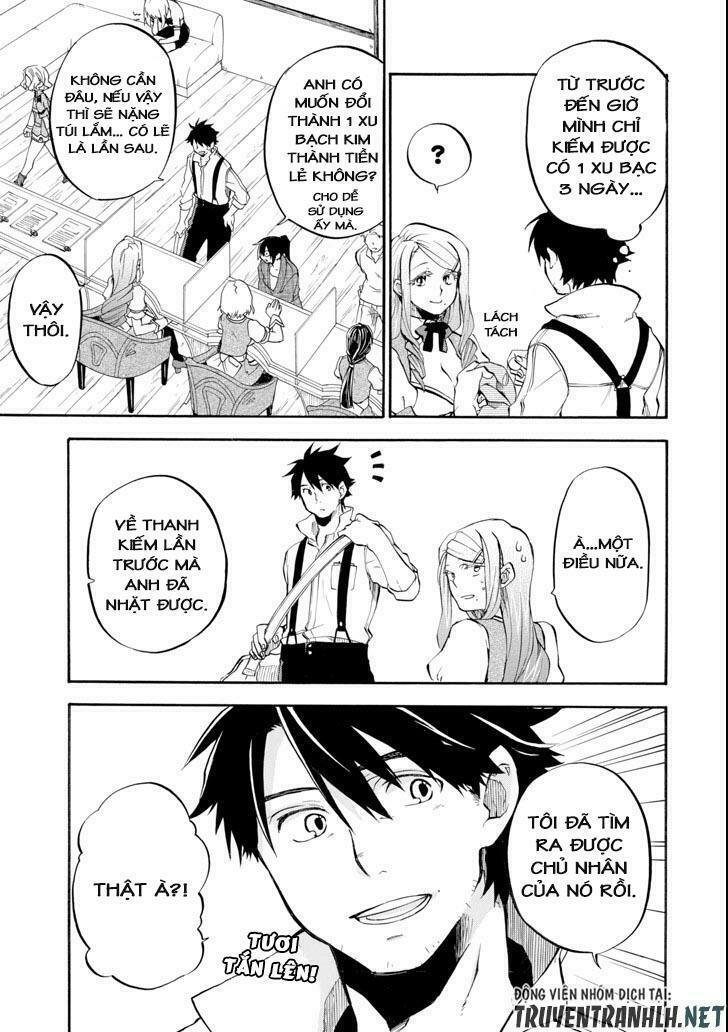 TỪ TRƯỚC
ĐẾN GIỜ
MÌNH CHỈ
KIẾM ĐƯỢC
CÓ 1 XU BẠC
3 NGÀY...
?
LÁCH
TÁCH
ANH CÓ
MUỐN ĐỔI
THÀNH 1 XU
BẠCH KIM
THÀNH TIỀN
LẺ KHÔNG?
CHO DỄ
SỬ DỤNG
ẤY MÀ.
KHÔNG CẦN
ĐÂU, NẾU VẬY
THÌ SẼ NẶNG
TÚI LẮM... CÓ LẼ
LÀ LẦN SAU.
VẬY
THÔI.
À...MỘT
ĐIỀU NỮA.
VỀ THANH
KIẾM LẦN
TRƯỚC MÀ
ANH ĐÃ
NHẶT ĐƯỢC.
TÔI ĐÃ TÌM
RA ĐƯỢC
CHỦ NHÂN
CỦA NÓ RỒI.
THẬT À?!
TƯƠI
TẮN LÊN!
ĐỘNG VIÊN NHÓM DỊCH TẠI:
TRUYENTRANHLH.NET